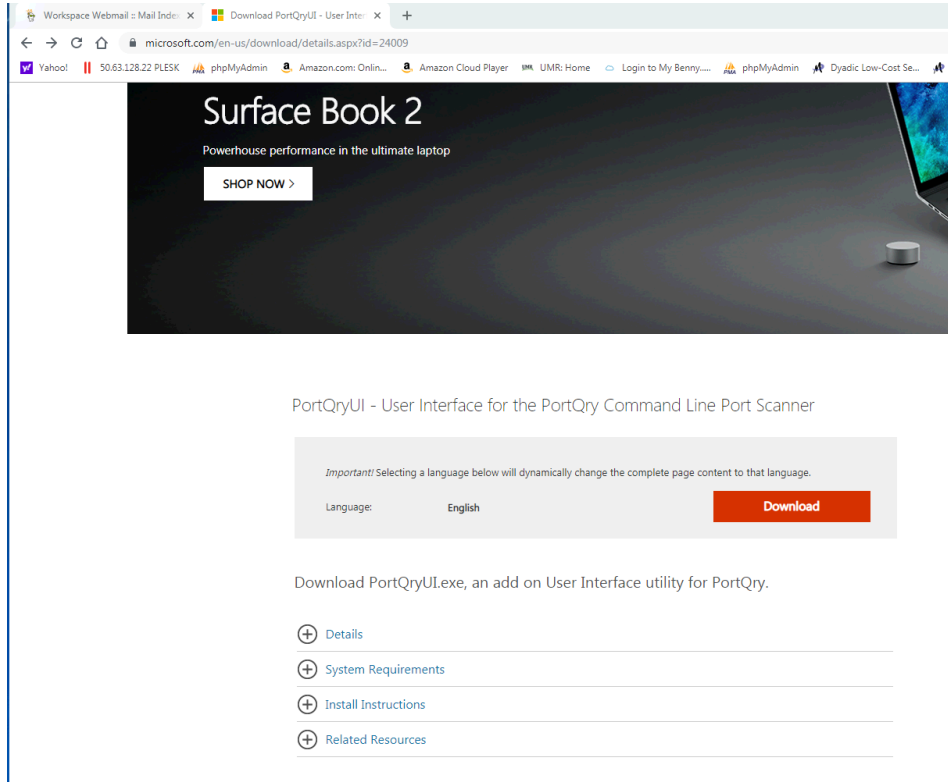 Workspace Webmail :: Mail Index
Download PortQryUI - User Inter
microsoft.com/en-us/download/details.aspx?id=24009
Yahoo! 50.63.128.22 PLESK phpMyAdmin Amazon.com: Onlin... Amazon Cloud Player UMR: Home Login to My Benny..... phpMyAdmin Dyadic Low-Cost Se...
Surface Book 2
Powerhouse performance in the ultimate laptop
SHOP NOW >
PortQryUI - User Interface for the PortQry Command Line Port Scanner
Important! Selecting a language below will dynamically change the complete page content to that language.
Language: English Download
Download PortQryUI.exe, an add on User Interface utility for PortQry.
Details
System Requirements
Install Instructions
Related Resources